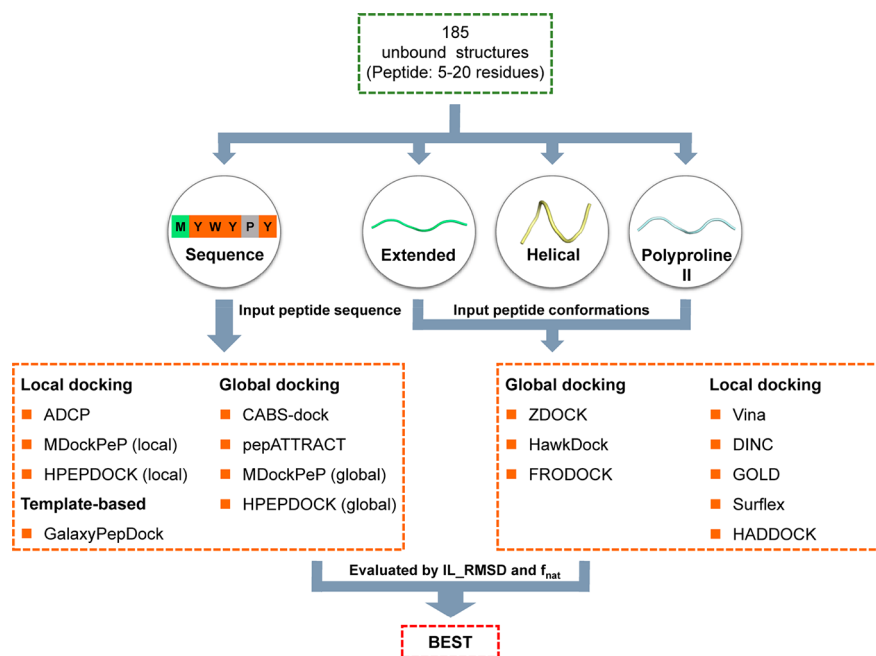 185
unbound structures
(Peptide: 5-20 residues)
M Y W Y P Y
Sequence
Extended
Helical
Polyproline
II
Input peptide sequence
Input peptide conformations
Local docking
ADCP
MDockPeP (local)
HPEPDOCK (local)
Template-based
GalaxyPepDock
Global docking
CABS-dock
pepATTRACT
MDockPeP (global)
HPEPDOCK (global)
Global docking
ZDOCK
HawkDock
FRODOCK
Local docking
Vina
DINC
GOLD
Surflex
HADDOCK
Evaluated by IL_RMSD and fnat
BEST